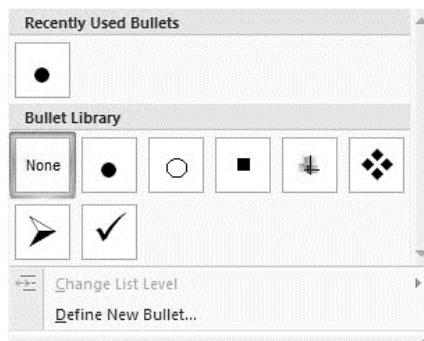 Recently Used Bullets
Bullet Library
None
Change List Level
Define New Bullet...